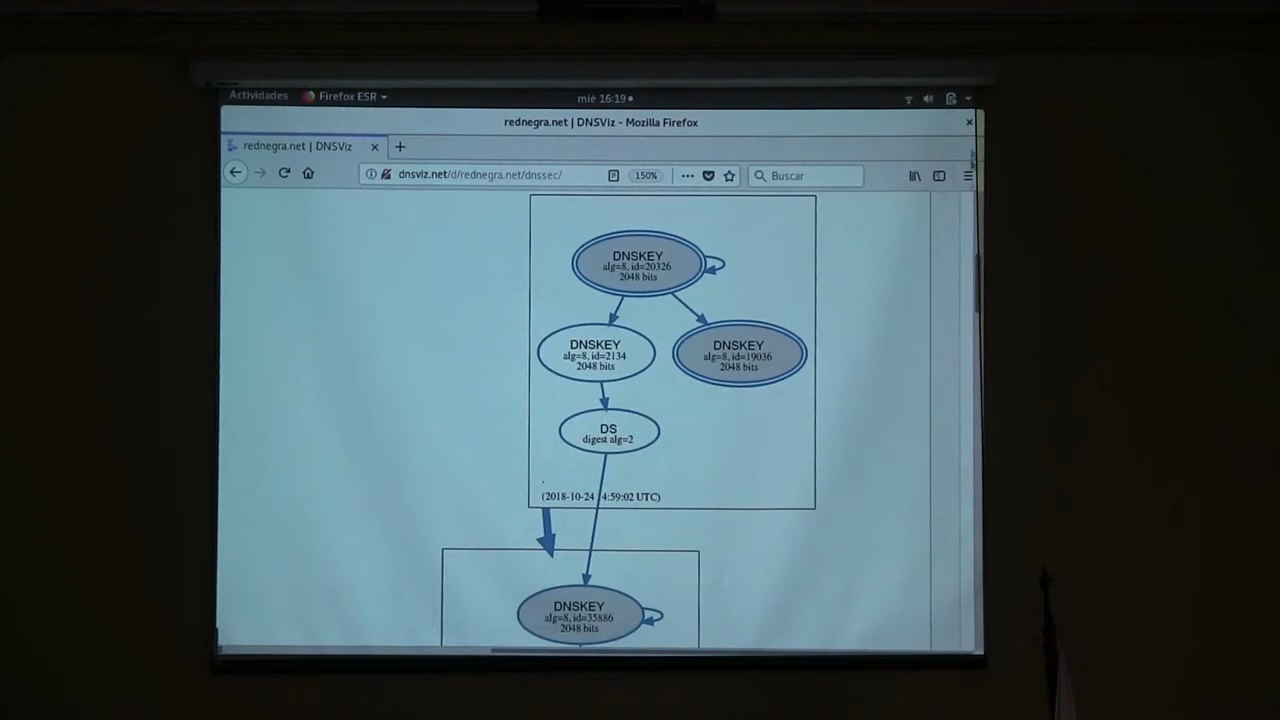 Actividades
Firefox ESR
mié 16:19
rednegra.net | DNSViz - Mozilla Firefox
rednegra.net | DNSViz
dnsviz.net/d/rednegra.net/dnssec/
150%
Buscar
DNSKEY
alg=8, id=20326
2048 bits
DNSKEY
alg=8, id=2134
2048 bits
DNSKEY
alg=8, id=19036
2048 bits
DS
digest alg=2
.
(2018-10-24 4:59:02 UTC)
DNSKEY
alg=8, id=35886
2048 bits